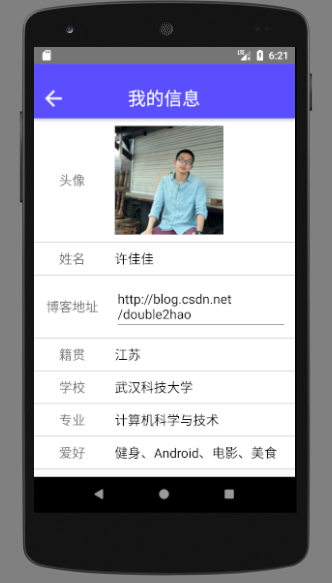 LTE 6:21
我的信息
头像
姓名 许佳佳
博客地址 http://blog.csdn.net
/double2hao
籍贯 江苏
学校 武汉科技大学
专业 计算机科学与技术
爱好 健身、Android、电影、美食